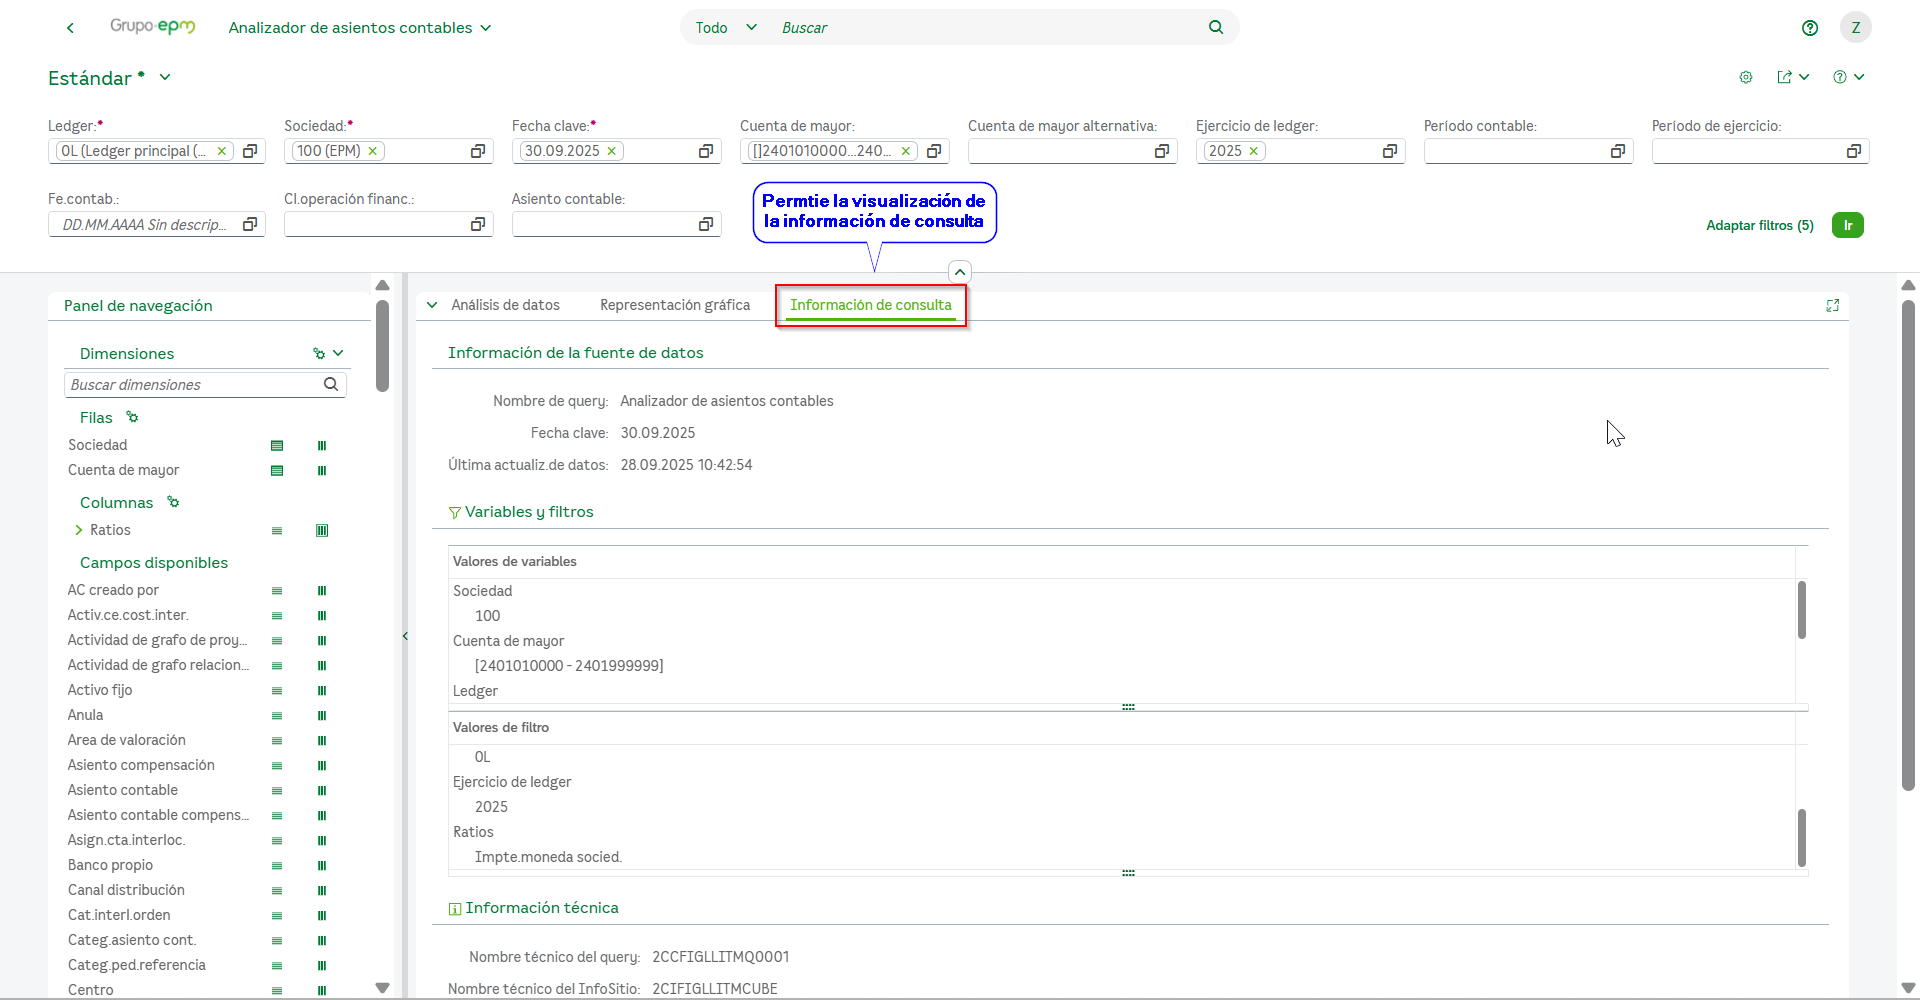 Grupo·epm
Analizador de asientos contables
Todo
Buscar
Z
Estándar *
Ledger:*
Sociedad:*
Fecha clave:*
Cuenta de mayor:
Cuenta de mayor alternativa:
Ejercicio de ledger:
Período contable:
Período de ejercicio:
0L (Ledger principal (...
100 (EPM)
30.09.2025
[]2401010000...240...
2025
Fe.contab.:
Cl.operación financ.:
Asiento contable:
DD.MM.AAAA Sin descrip...
Permtie la visualización de
la información de consulta
Adaptar filtros (5)
Ir
Panel de navegación
Análisis de datos
Representación gráfica
Información de consulta
Dimensiones
Buscar dimensiones
Filas
Sociedad
Cuenta de mayor
Columnas
Ratios
Campos disponibles
AC creado por
Activ.ce.cost.inter.
Actividad de grafo de proy...
Actividad de grafo relacion...
Activo fijo
Anula
Area de valoración
Asiento compensación
Asiento contable
Asiento contable compens...
Asign.cta.interloc.
Banco propio
Canal distribución
Cat.interl.orden
Categ.asiento cont.
Categ.ped.referencia
Centro
Información de la fuente de datos
Nombre de query: Analizador de asientos contables
Fecha clave: 30.09.2025
Última actualiz.de datos: 28.09.2025 10:42:54
Variables y filtros
Valores de variables
Sociedad
100
Cuenta de mayor
[2401010000 - 2401999999]
Ledger
Valores de filtro
0L
Ejercicio de ledger
2025
Ratios
Impte.moneda socied.
Información técnica
Nombre técnico del query: 2CCFIGLLITMQ0001
Nombre técnico del InfoSitio: 2CIFIGLLITMCUBE